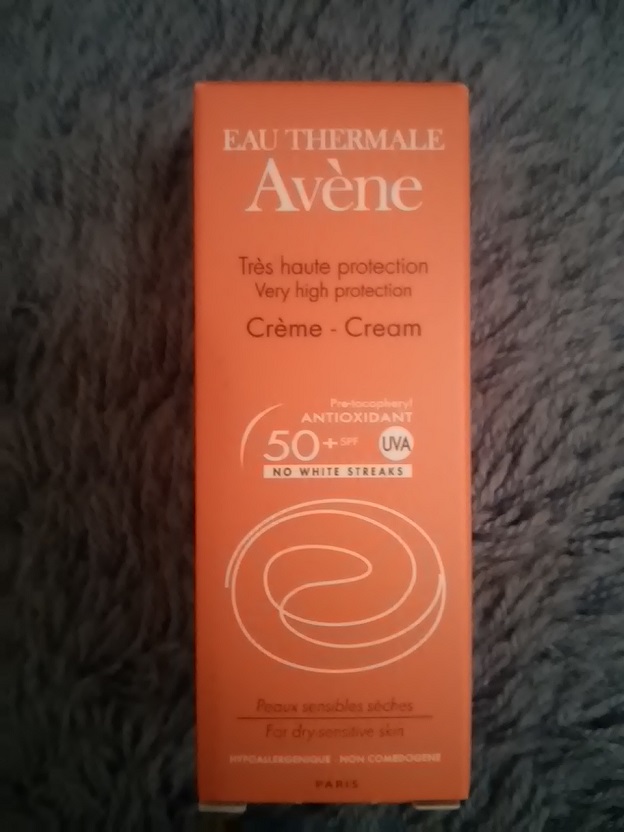 EAU THERMALE
Avène
Très haute protection
Very high protection
Crème - Cream
Pre-tocopheryl
ANTIOXIDANT
50+ SPF UVA
NO WHITE STREAKS
Peaux sensibles sèches
For dry sensitive skin
HYPOALLERGENIQUE - NON COMEDOGENE
PARIS